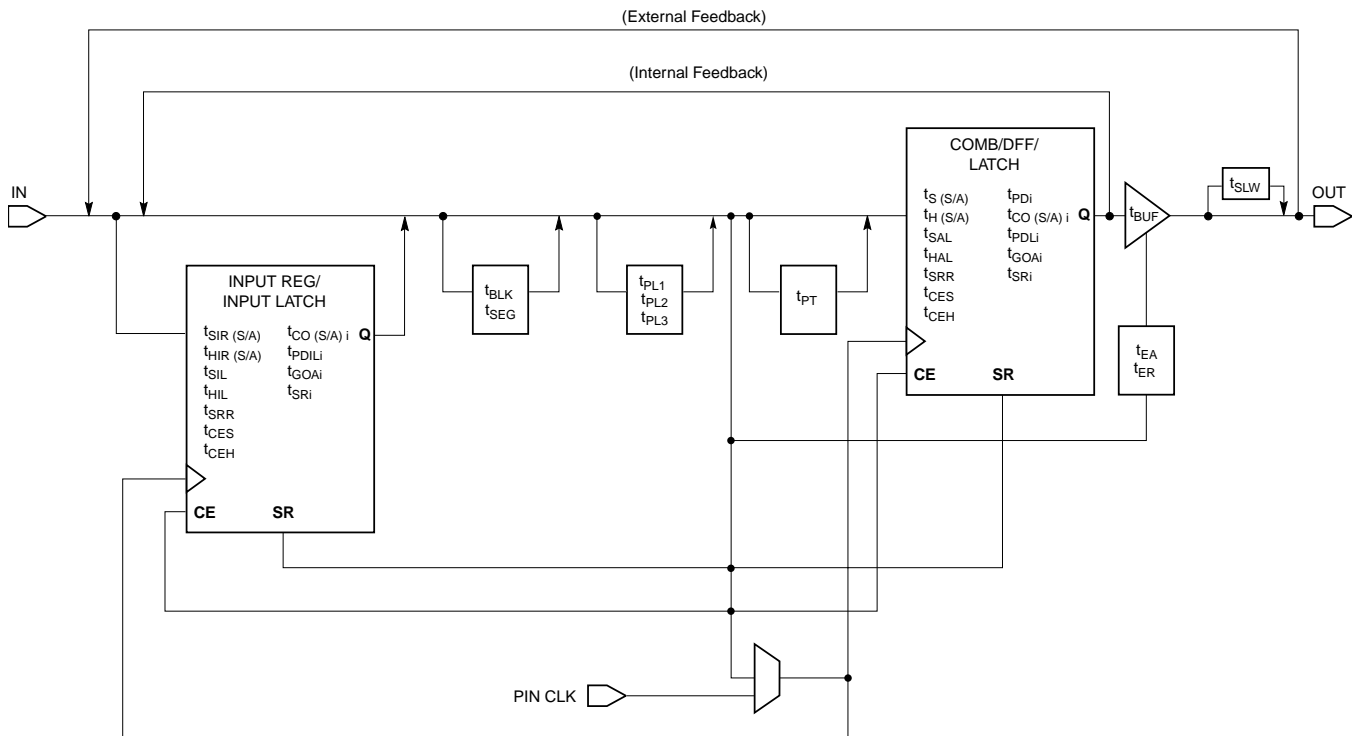 (External Feedback)
(Internal Feedback)
IN
COMB/DFF/
LATCH
tS (S/A) tPDi
tH (S/A) tCO (S/A) i Q
tSAL tPDLi
tHAL tGOAi
tSRR tSRi
tCES
tCEH
CE SR
tBUF
tSLW
OUT
INPUT REG/
INPUT LATCH
tSIR (S/A) tCO (S/A) i Q
tHIR (S/A) tPDILi
tSIL tGOAi
tHIL tSRi
tSRR
tCES
tCEH
CE SR
tBLK
tSEG
tPL1
tPL2
tPL3
tPT
tEA
tER
PIN CLK